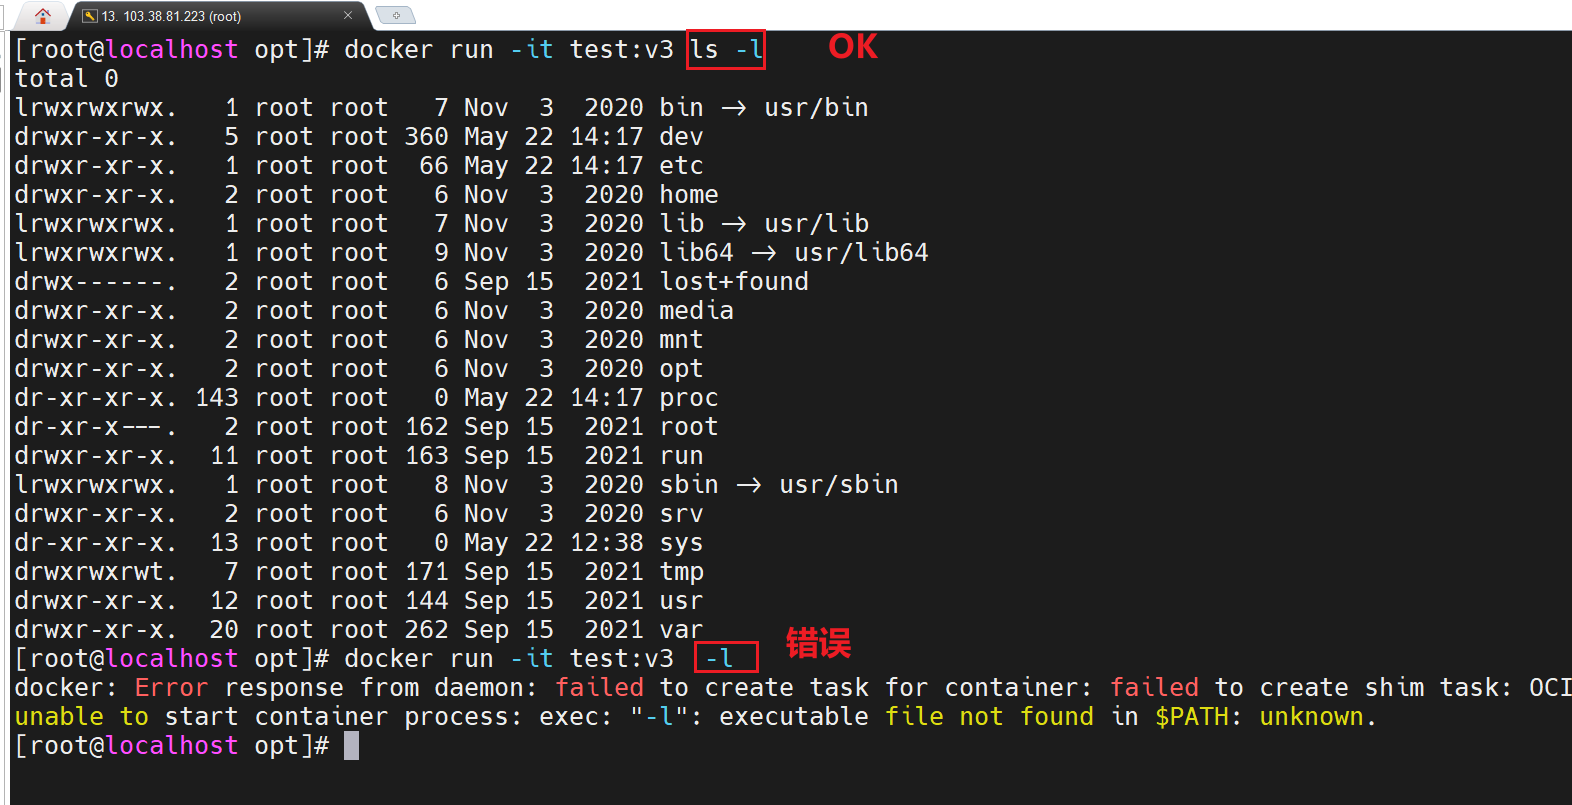 13. 103.38.81.223 (root)
[root@localhost opt]# docker run -it test:v3 ls -l OK
total 0
lrwxrwxrwx. 1 root root 7 Nov 3 2020 bin -> usr/bin
drwxr-xr-x. 5 root root 360 May 22 14:17 dev
drwxr-xr-x. 1 root root 66 May 22 14:17 etc
drwxr-xr-x. 2 root root 6 Nov 3 2020 home
lrwxrwxrwx. 1 root root 7 Nov 3 2020 lib -> usr/lib
lrwxrwxrwx. 1 root root 9 Nov 3 2020 lib64 -> usr/lib64
drwx------. 2 root root 6 Sep 15 2021 lost+found
drwxr-xr-x. 2 root root 6 Nov 3 2020 media
drwxr-xr-x. 2 root root 6 Nov 3 2020 mnt
drwxr-xr-x. 2 root root 6 Nov 3 2020 opt
dr-xr-xr-x. 143 root root 0 May 22 14:17 proc
dr-xr-x---. 2 root root 162 Sep 15 2021 root
drwxr-xr-x. 11 root root 163 Sep 15 2021 run
lrwxrwxrwx. 1 root root 8 Nov 3 2020 sbin -> usr/sbin
drwxr-xr-x. 2 root root 6 Nov 3 2020 srv
dr-xr-xr-x. 13 root root 0 May 22 12:38 sys
drwxrwxrwt. 7 root root 171 Sep 15 2021 tmp
drwxr-xr-x. 12 root root 144 Sep 15 2021 usr
drwxr-xr-x. 20 root root 262 Sep 15 2021 var
[root@localhost opt]# docker run -it test:v3 -l 错误
docker: Error response from daemon: failed to create task for container: failed to create shim task: OCI
unable to start container process: exec: "-l": executable file not found in $PATH: unknown.
[root@localhost opt]#